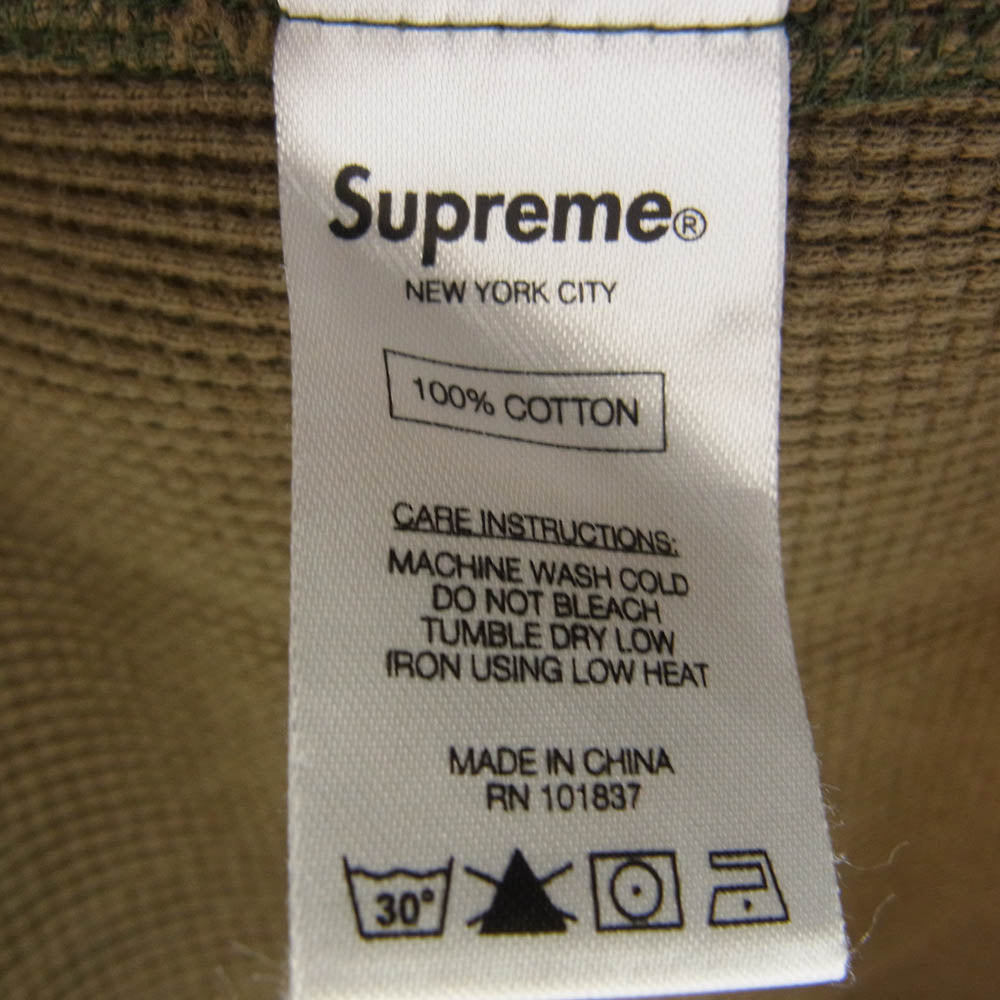 Supreme®
NEW YORK CITY
100% COTTON
CARE INSTRUCTIONS:
MACHINE WASH COLD
DO NOT BLEACH
TUMBLE DRY LOW
IRON USING LOW HEAT
MADE IN CHINA
RN 101837
30°